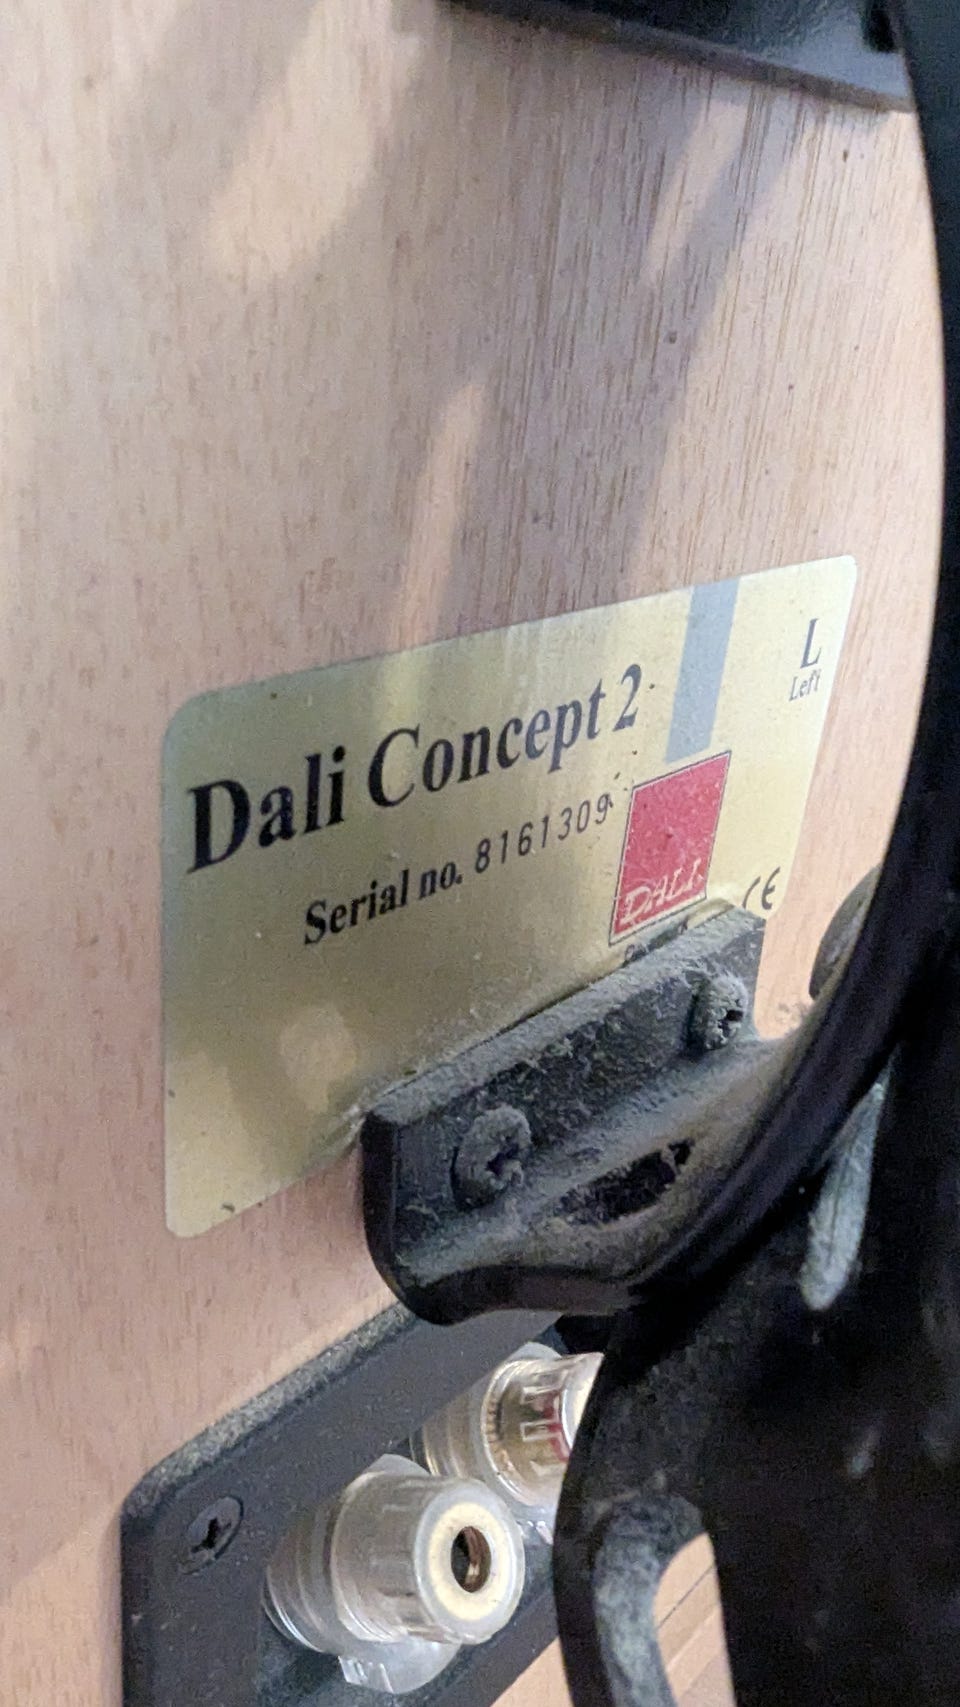 Dali Concept 2
Serial no. 8161309
L
Left
DALI
CE